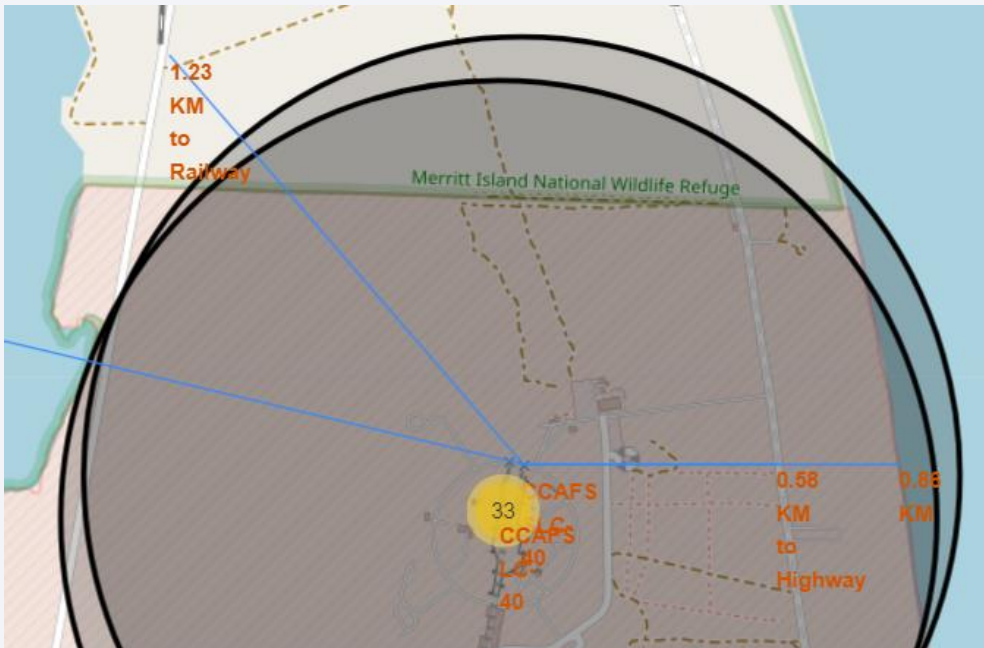 1.23
KM
to
Railway
Merritt Island National Wildlife Refuge
33
CCAFS
40
CCAFS
LC-
40
0.58
KM
to
Highway
KM